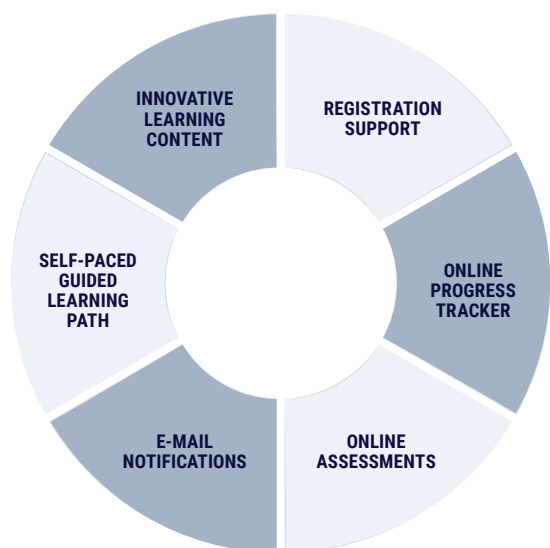 INNOVATIVE
LEARNING
CONTENT
REGISTRATION
SUPPORT
ONLINE
PROGRESS
TRACKER
ONLINE
ASSESSMENTS
E-MAIL
NOTIFICATIONS
SELF-PACED
GUIDED
LEARNING
PATH